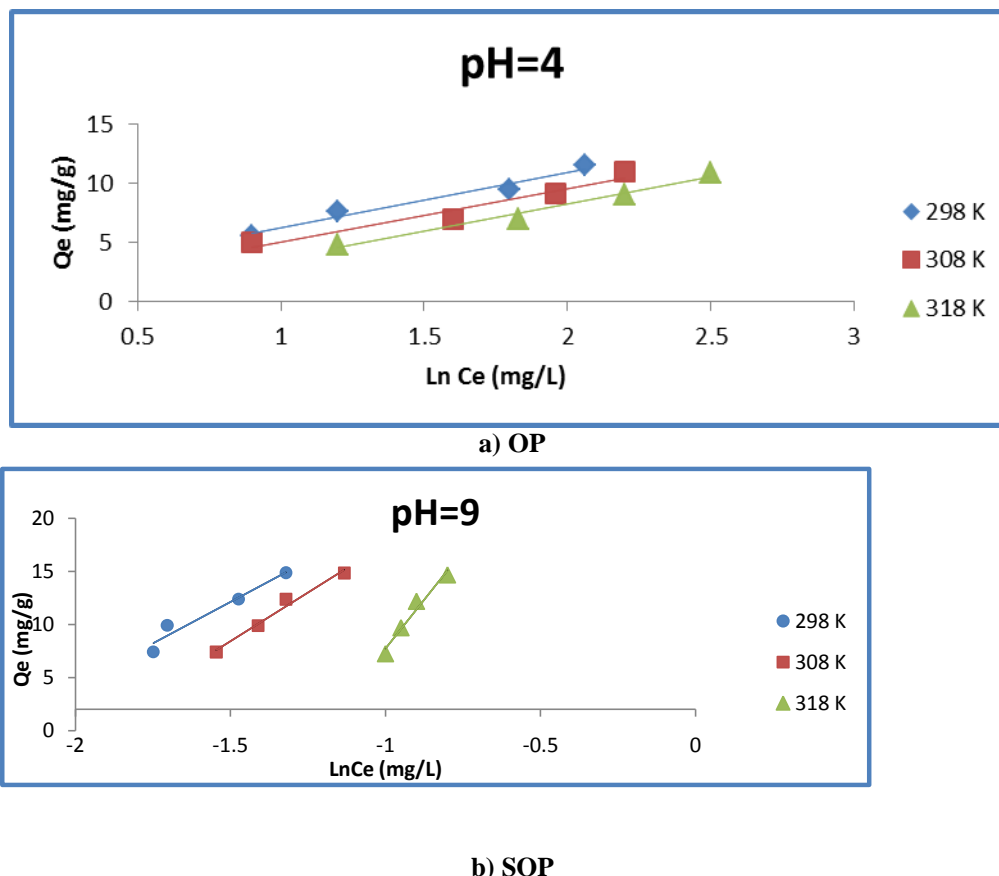 pH=4
15
10
5
0
Qe (mg/g)
0.5 1 1.5 2 2.5 3
Ln Ce (mg/L)
298 K
308 K
318 K
a) OP
pH=9
20
15
10
5
0
Qe (mg/g)
-2 -1.5 -1 -0.5 0
LnCe (mg/L)
298 K
308 K
318 K
b) SOP